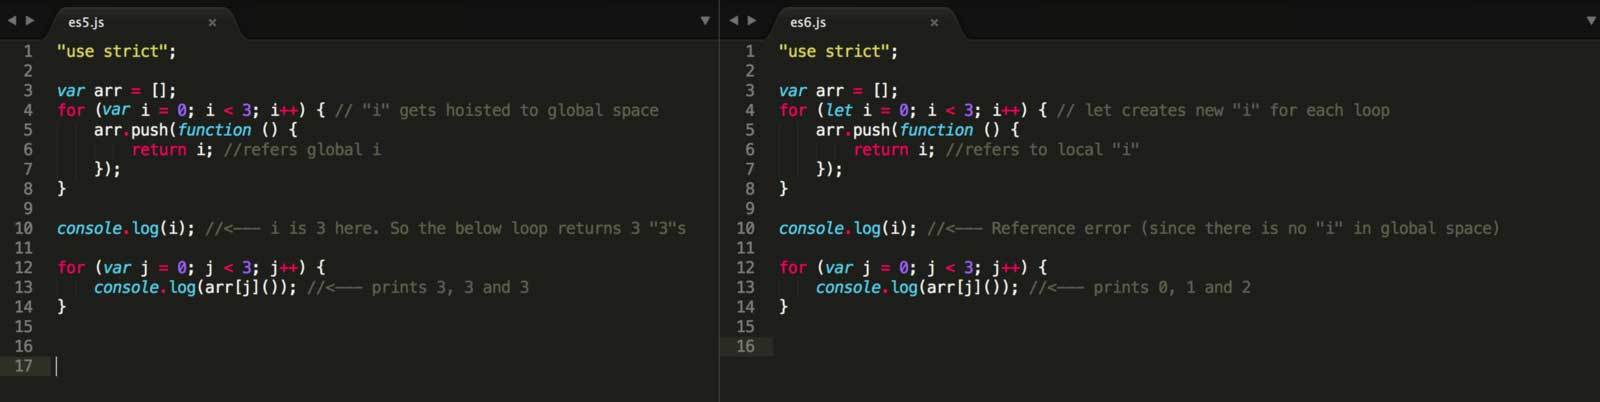 es5.js
1 "use strict";
2
3 var arr = [];
4 for (var i = 0; i < 3; i++) { // "i" gets hoisted to global space
5     arr.push(function () {
6         return i; //refers global i
7     });
8 }
9
10 console.log(i); //<--- i is 3 here. So the below loop returns 3 "3"s
11
12 for (var j = 0; j < 3; j++) {
13     console.log(arr[j]()); //<--- prints 3, 3 and 3
14 }
15
16
17
es6.js
1 "use strict";
2
3 var arr = [];
4 for (let i = 0; i < 3; i++) { // let creates new "i" for each loop
5     arr.push(function () {
6         return i; //refers to local "i"
7     });
8 }
9
10 console.log(i); //<--- Reference error (since there is no "i" in global space)
11
12 for (var j = 0; j < 3; j++) {
13     console.log(arr[j]()); //<--- prints 0, 1 and 2
14 }
15
16